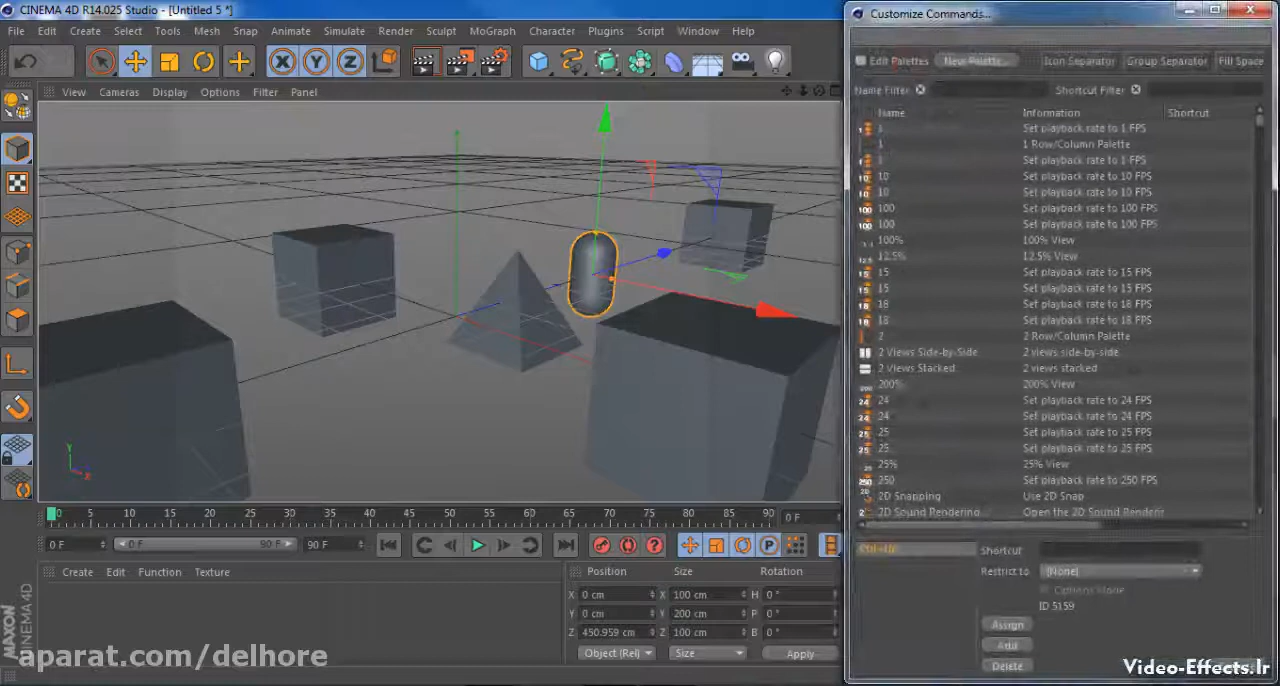 CINEMA 4D R14.025 Studio - [Untitled 5 *]
Customize Commands...
File Edit Create Select Tools Mesh Snap Animate Simulate Render Sculpt MoGraph Character Plugins Script Window Help
Edit Palettes New Palette... Icon Separator Group Separator Fill Space
View Cameras Display Options Filter Panel
Name Filter Shortcut Filter
Name Information Shortcut
1 Set playback rate to 1 FPS
1 1 Row/Column Palette
1 Set playback rate to 1 FPS
10 Set playback rate to 10 FPS
10 Set playback rate to 10 FPS
100 Set playback rate to 100 FPS
100 Set playback rate to 100 FPS
100% 100% View
12.5% 12.5% View
15 Set playback rate to 15 FPS
15 Set playback rate to 15 FPS
18 Set playback rate to 18 FPS
18 Set playback rate to 18 FPS
2 2 Row/Column Palette
2 Views Side-by-Side 2 views side-by-side
2 Views Stacked 2 views stacked
200% 200% View
24 Set playback rate to 24 FPS
24 Set playback rate to 24 FPS
25 Set playback rate to 25 FPS
25 Set playback rate to 25 FPS
25% 25% View
250 Set playback rate to 250 FPS
2D Snapping Use 2D Snap
2D Sound Rendering... Open the 2D Sound Renderin
X Y Z
Y
X
0 5 10 15 20 25 30 35 40 45 50 55 60 65 70 75 80 85 90 0 F
0 F 0 F 90 F 90 F
Shortcut
Restrict to [None]
Options Mode
ID 5159
Assign
Add
Delete
Create Edit Function Texture
Position Size Rotation
X 0 cm X 100 cm H 0 °
Y 0 cm Y 200 cm P 0 °
Z 450.959 cm Z 100 cm B 0 °
Object (Rel) Size Apply
MAXON
CINEMA 4D
aparat.com/delhore
Video-Effects.Ir